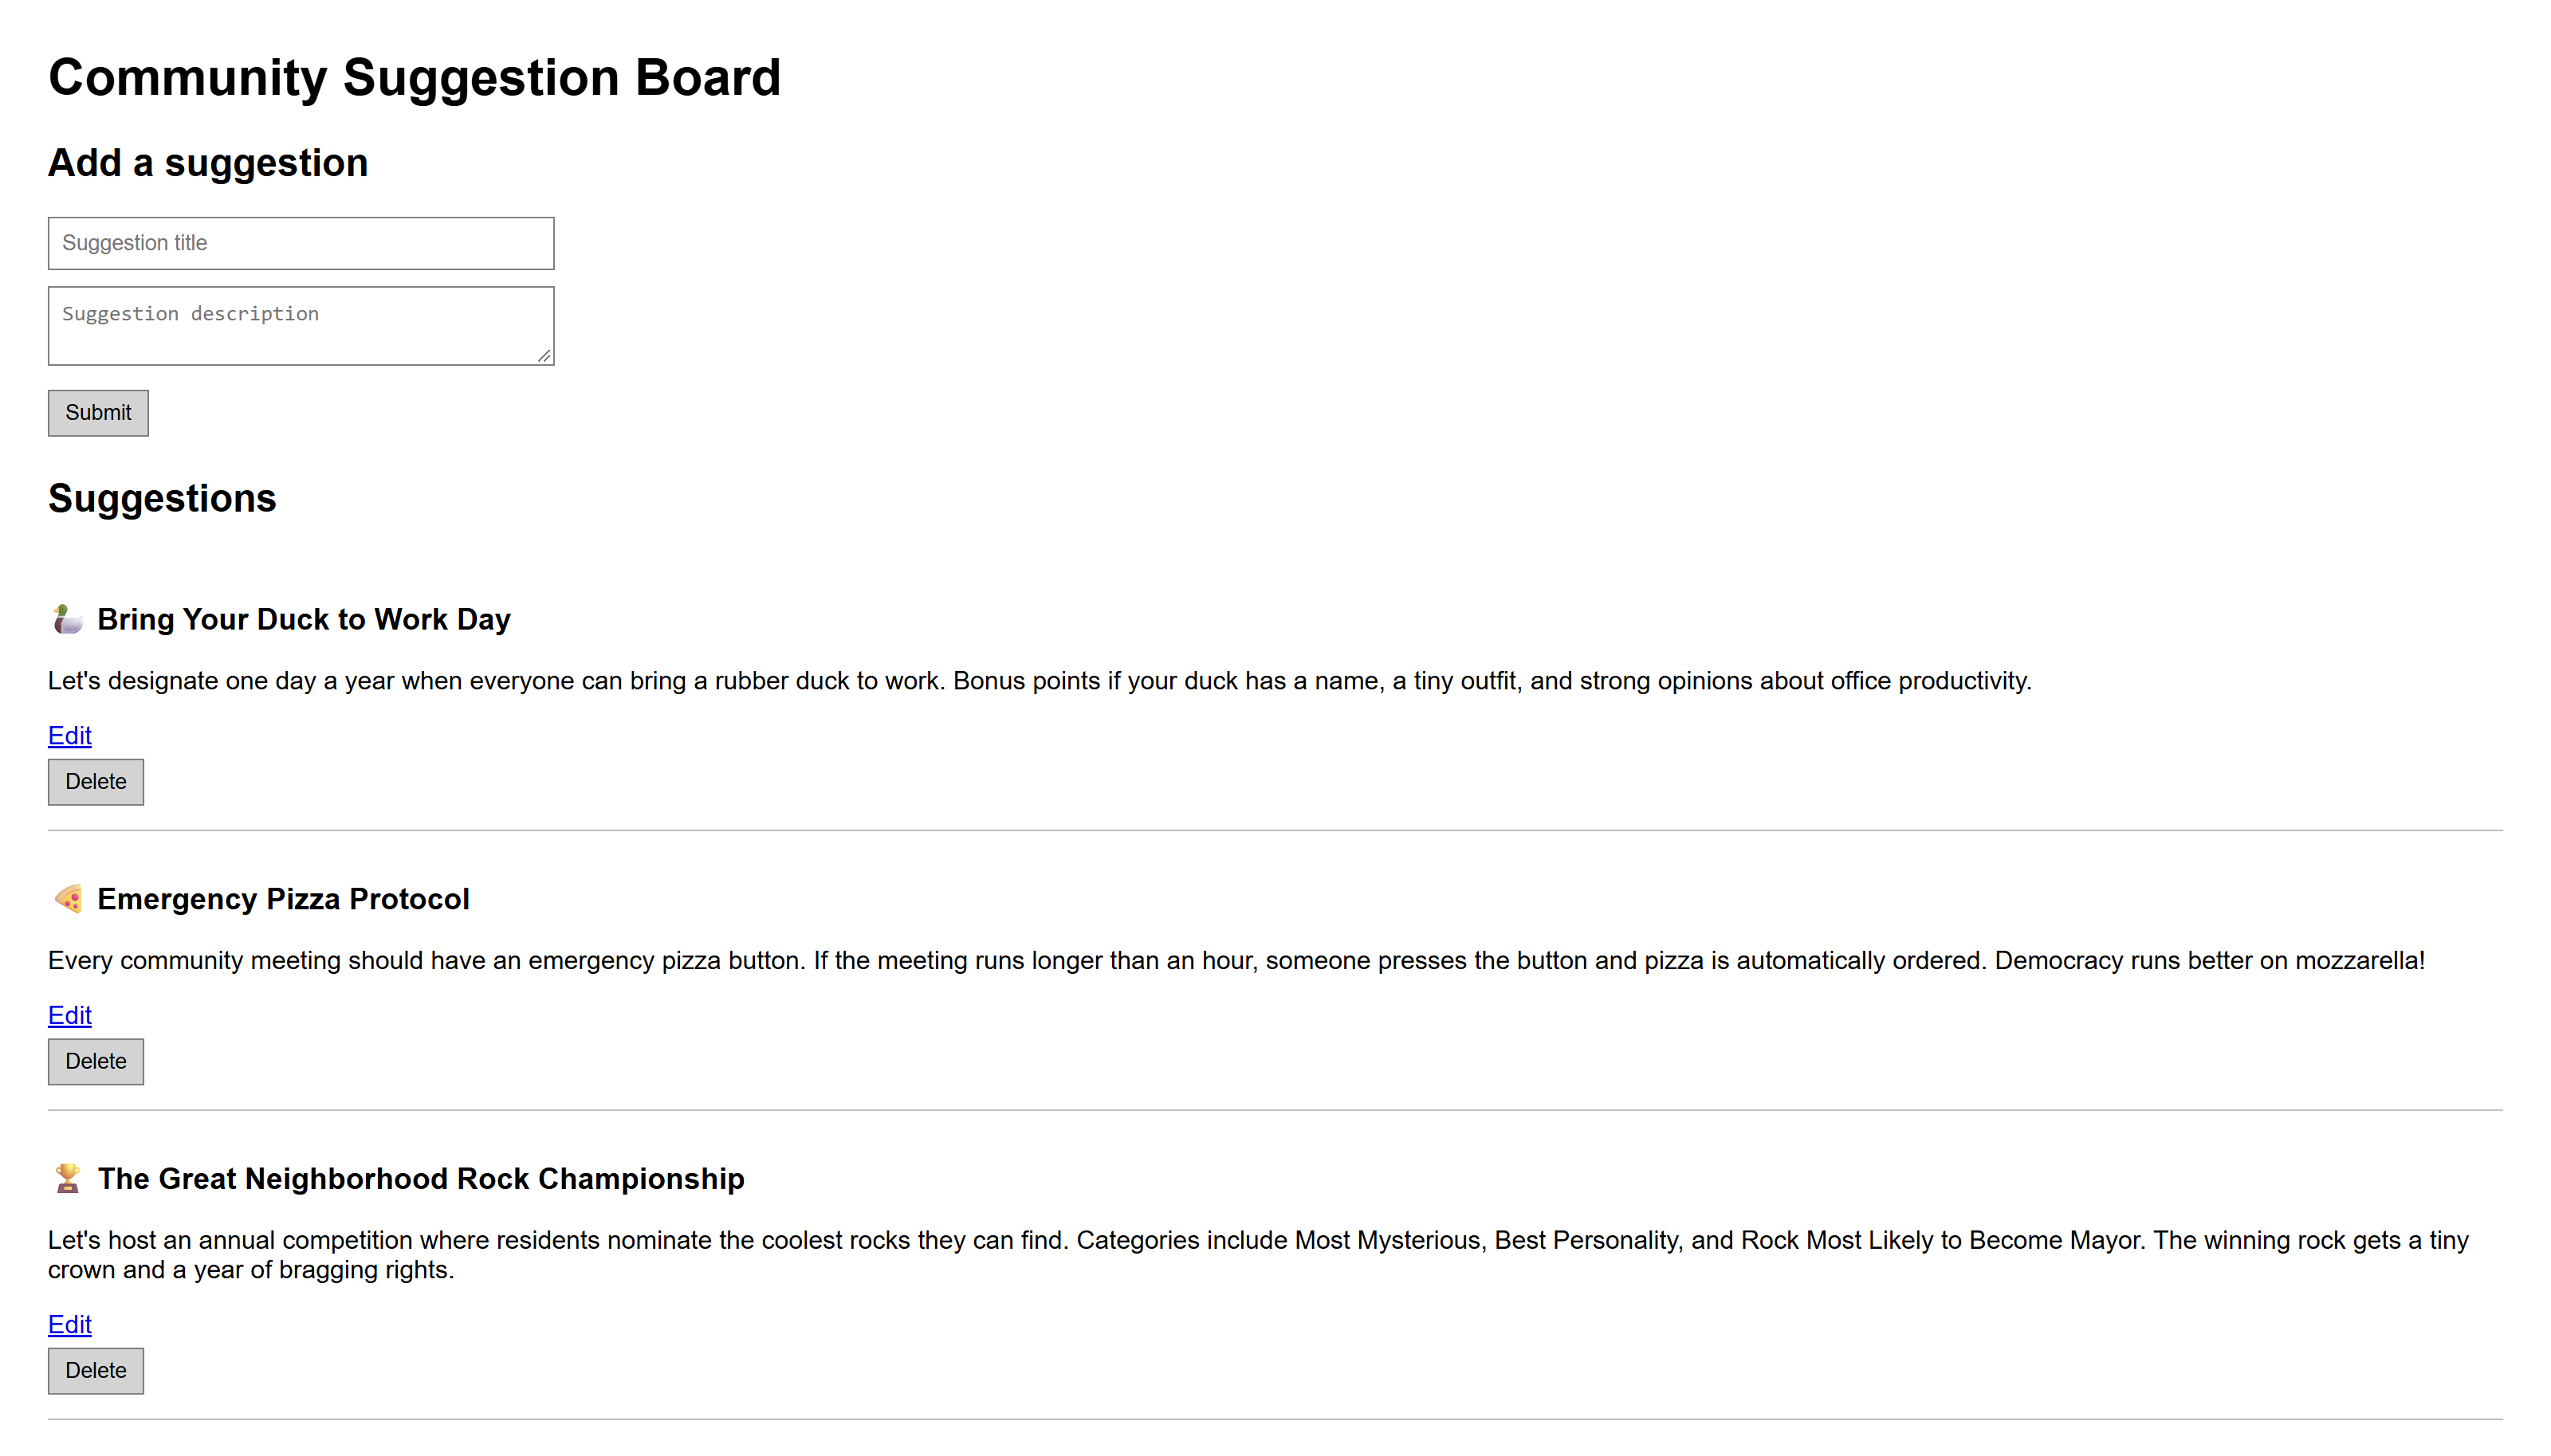 Community Suggestion Board
Add a suggestion
Suggestion title
Suggestion description
Submit
Suggestions
🦆 Bring Your Duck to Work Day
Let's designate one day a year when everyone can bring a rubber duck to work. Bonus points if your duck has a name, a tiny outfit, and strong opinions about office productivity.
Edit
Delete
🍕 Emergency Pizza Protocol
Every community meeting should have an emergency pizza button. If the meeting runs longer than an hour, someone presses the button and pizza is automatically ordered. Democracy runs better on mozzarella!
Edit
Delete
🏆 The Great Neighborhood Rock Championship
Let's host an annual competition where residents nominate the coolest rocks they can find. Categories include Most Mysterious, Best Personality, and Rock Most Likely to Become Mayor. The winning rock gets a tiny
crown and a year of bragging rights.
Edit
Delete